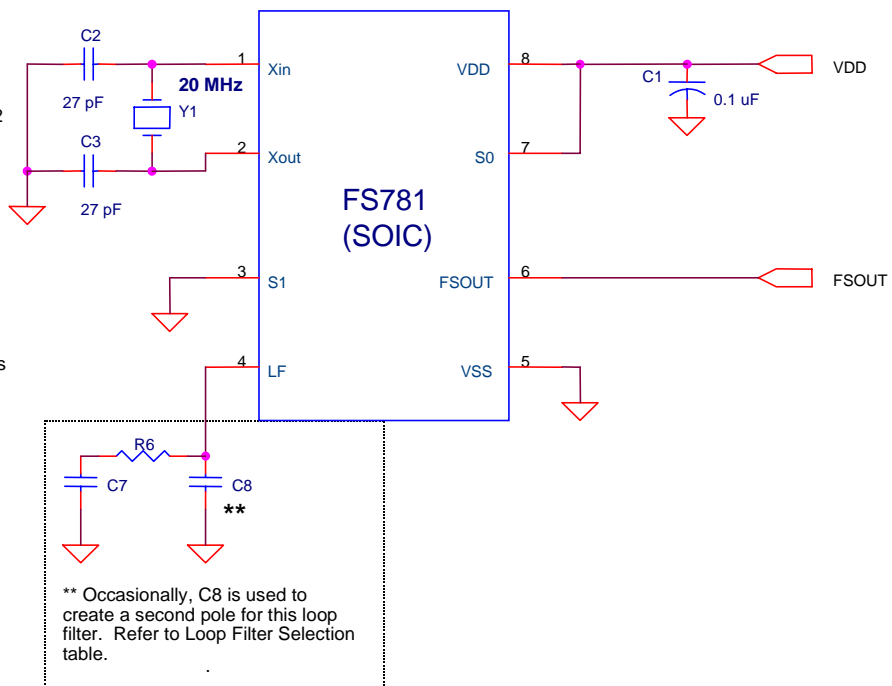 C2
27 pF
2
C3
27 pF
20 MHz
Y1
1
Xin
2
Xout
3
S1
4
LF
FS781
(SOIC)
VDD
8
S0
7
FSOUT
6
VSS
5
C1
0.1 uF
VDD
FSOUT
s
R6
C7
C8
**
** Occasionally, C8 is used to
create a second pole for this loop
filter. Refer to Loop Filter Selection
table.
.